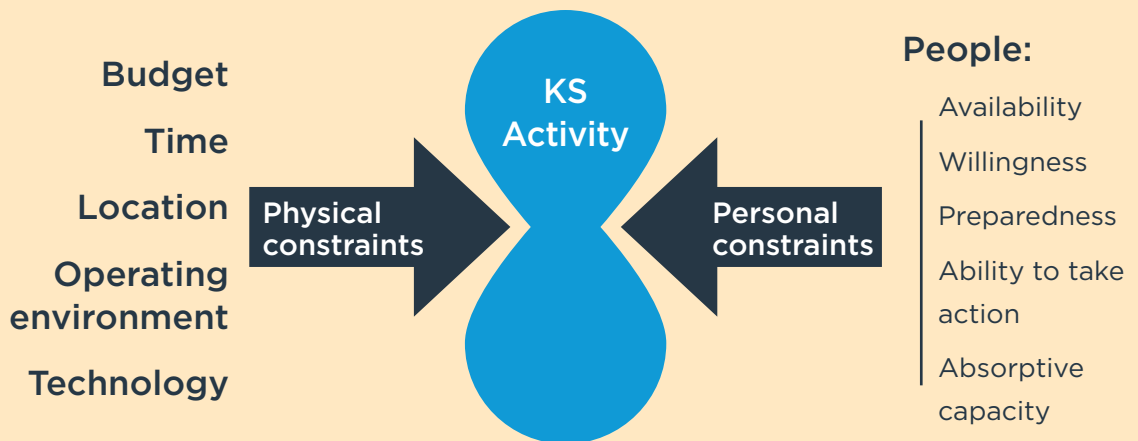 Budget
Time
Location
Operating
environment
Technology
Physical
constraints
KS
Activity
Personal
constraints
People:
Availability
Willingness
Preparedness
Ability to take
action
Absorptive
capacity